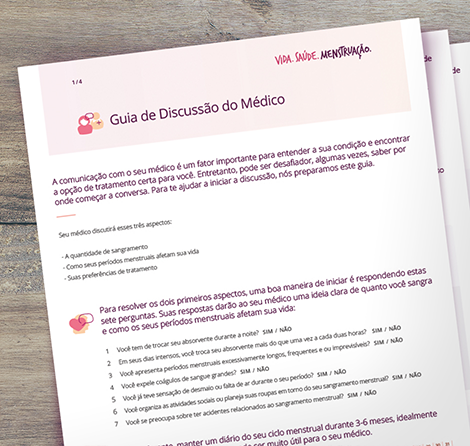 1 / 4
VIDA. SAÚDE. MENSTRUAÇÃO.
Guia de Discussão do Médico
A comunicação com o seu médico é um fator importante para entender a sua condição e encontrar
a opção de tratamento certa para você. Entretanto, pode ser desafiador, algumas vezes, saber por
onde começar a conversa. Para te ajudar a iniciar a discussão, nós preparamos este guia.
Seu médico discutirá esses três aspectos:
- A quantidade de sangramento
- Como seus períodos menstruais afetam sua vida
- Suas preferências de tratamento
Para resolver os dois primeiros aspectos, uma boa maneira de iniciar é respondendo estas
sete perguntas. Suas respostas darão ao seu médico uma ideia clara de quanto você sangra
e como os seus períodos menstruais afetam sua vida:
1 Você tem de trocar seu absorvente durante a noite? SIM / NÃO
2 Em seus dias intensos, você troca seu absorvente mais do que uma vez a cada duas horas? SIM / NÃO
3 Você apresenta períodos menstruais excessivamente longos, frequentes e ou imprevisíveis? SIM / NÃO
4 Você expele coágulos de sangue grandes? SIM / NÃO
5 Você já teve sensação de desmaio ou falta de ar durante o seu período? SIM / NÃO
6 Você organiza as atividades sociais ou planeja suas roupas em torno do seu sangramento menstrual? SIM / NÃO
7 Você se preocupa sobre ter acidentes relacionados ao sangramento menstrual? SIM / NÃO
manter um diário do seu ciclo menstrual durante 3-6 meses, idealmente
ser muito útil para o seu médico.